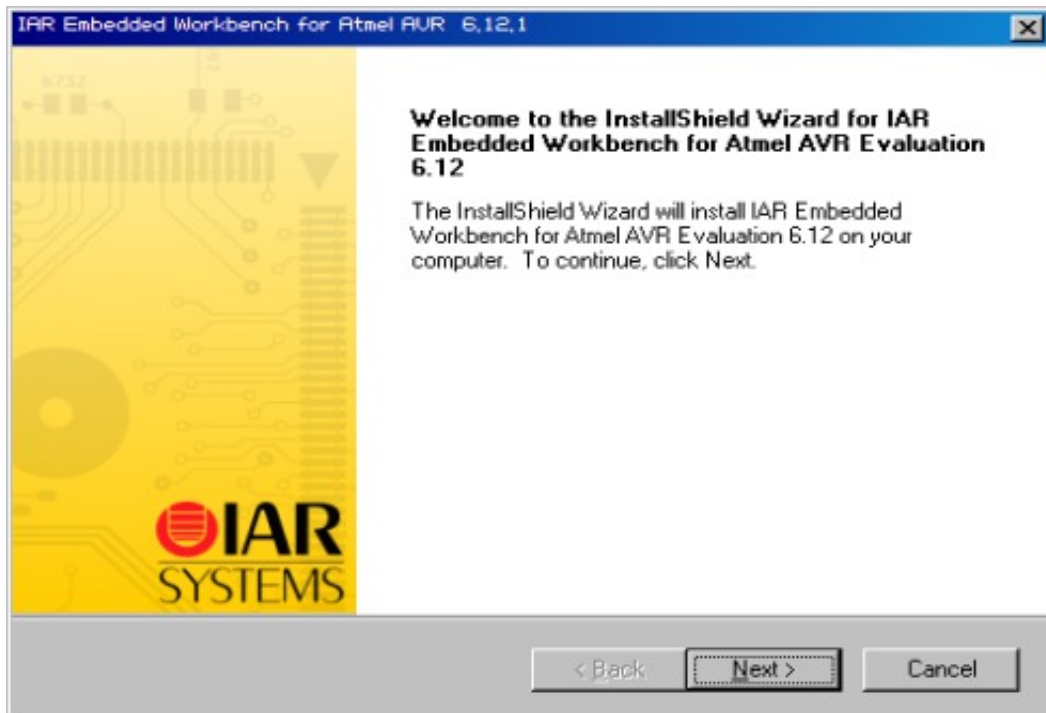 IAR Embedded Workbench for Atmel AVR 6.12.1
Welcome to the InstallShield Wizard for IAR
Embedded Workbench for Atmel AVR Evaluation
6.12
The InstallShield Wizard will install IAR Embedded
Workbench for Atmel AVR Evaluation 6.12 on your
computer. To continue, click Next.
IAR
SYSTEMS
< Back
Next >
Cancel